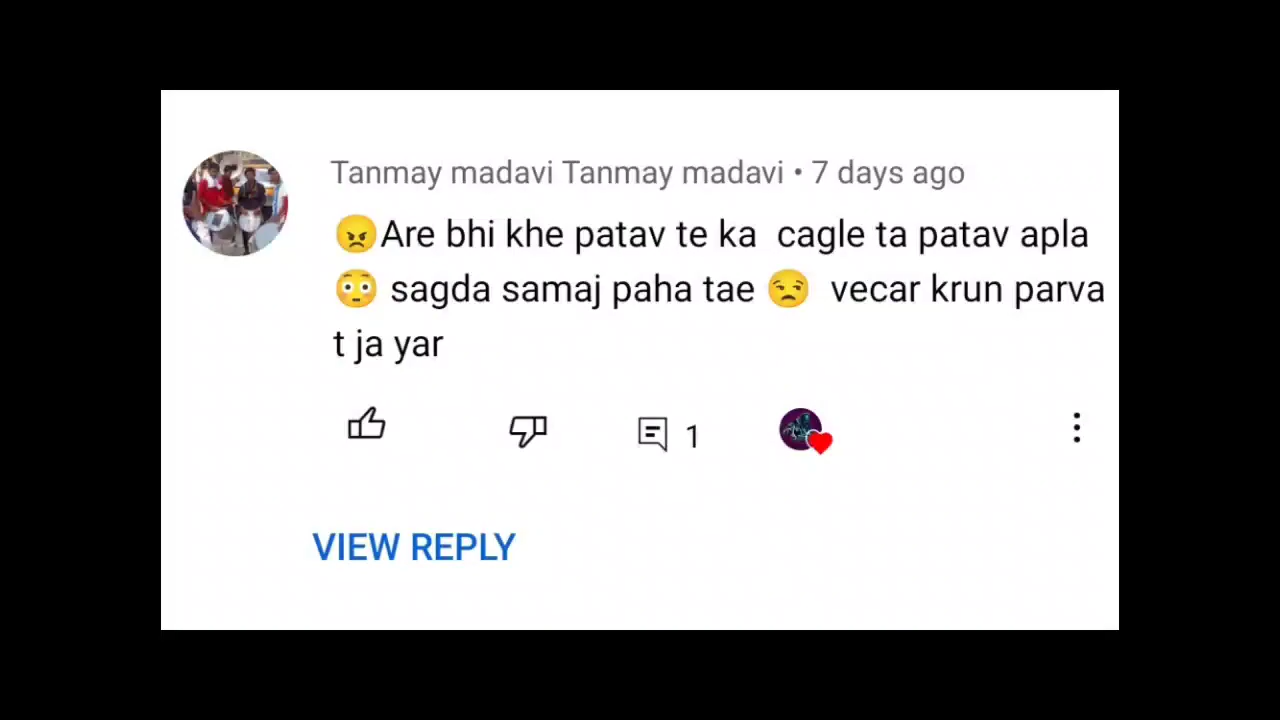 Tanmay madavi Tanmay madavi • 7 days ago
😠Are bhi khe patav te ka  cagle ta patav apla
😳 sagda samaj paha tae 😒  vecar krun parva
t ja yar
1
VIEW REPLY